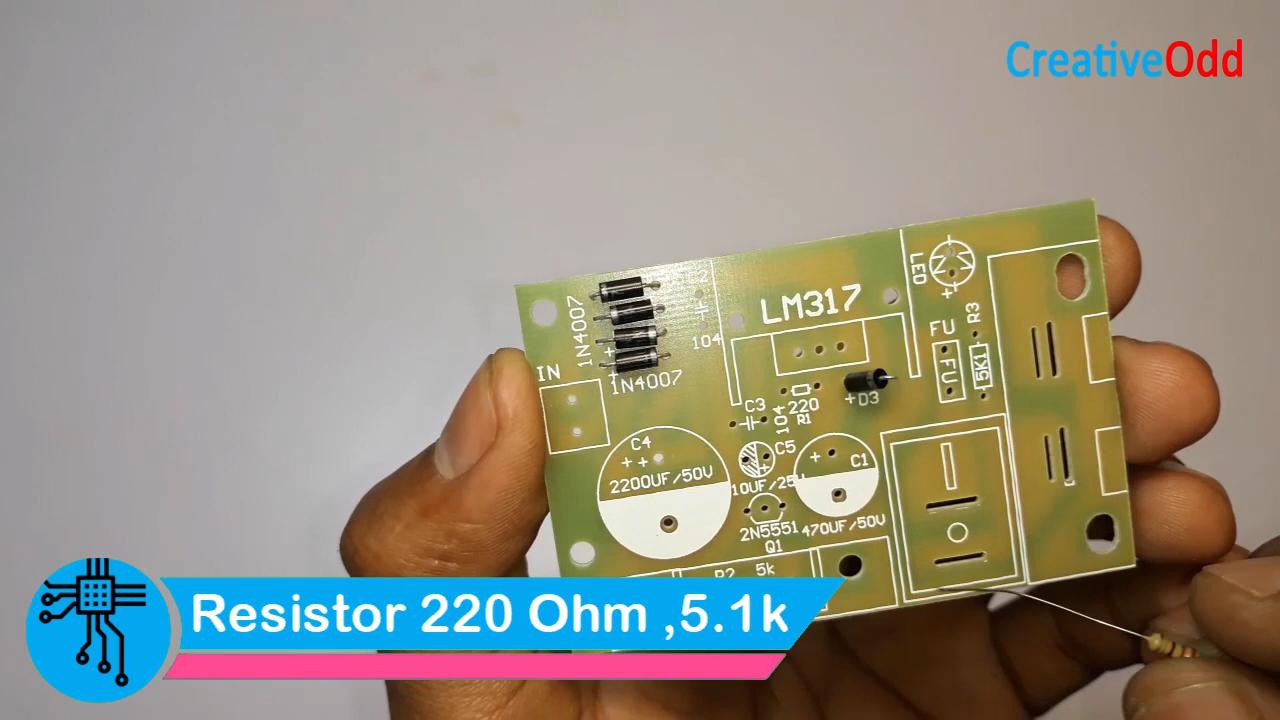 CreativeOdd
1N4007
1N4007
IN
104
LM317
LED
FU
FU
R3
5K1
+D3
220
R1
C3
104
C5
10UF/25V
C4
2200UF/50V
C1
470UF/50V
2N5551
Q1
R2 5k
Resistor 220 Ohm ,5.1k